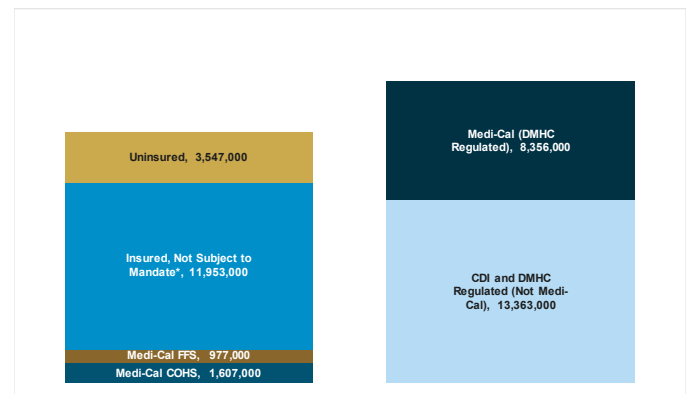 Uninsured, 3,547,000
Insured, Not Subject to
Mandate*, 11,953,000
Medi-Cal FFS, 977,000
Medi-Cal COHS, 1,607,000
Medi-Cal (DMHC
Regulated), 8,356,000
CDI and DMHC
Regulated (Not Medi-
Cal), 13,363,000